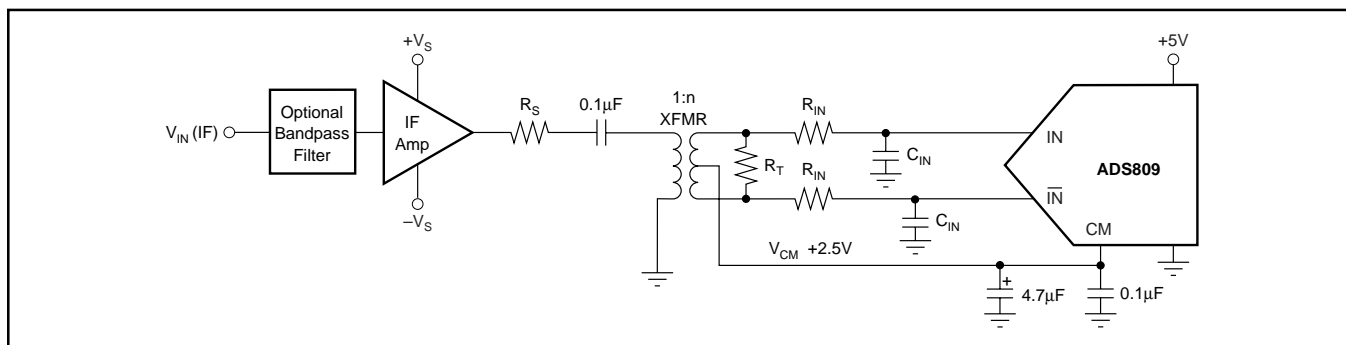 +V_S
Optional
Bandpass
Filter
V_IN (IF)
IF
Amp
–V_S
R_S
0.1µF
1:n
XFMR
R_T
R_IN
R_IN
C_IN
C_IN
V_CM +2.5V
+5V
IN
ADS809
I̅N̅
CM
+
4.7µF
0.1µF